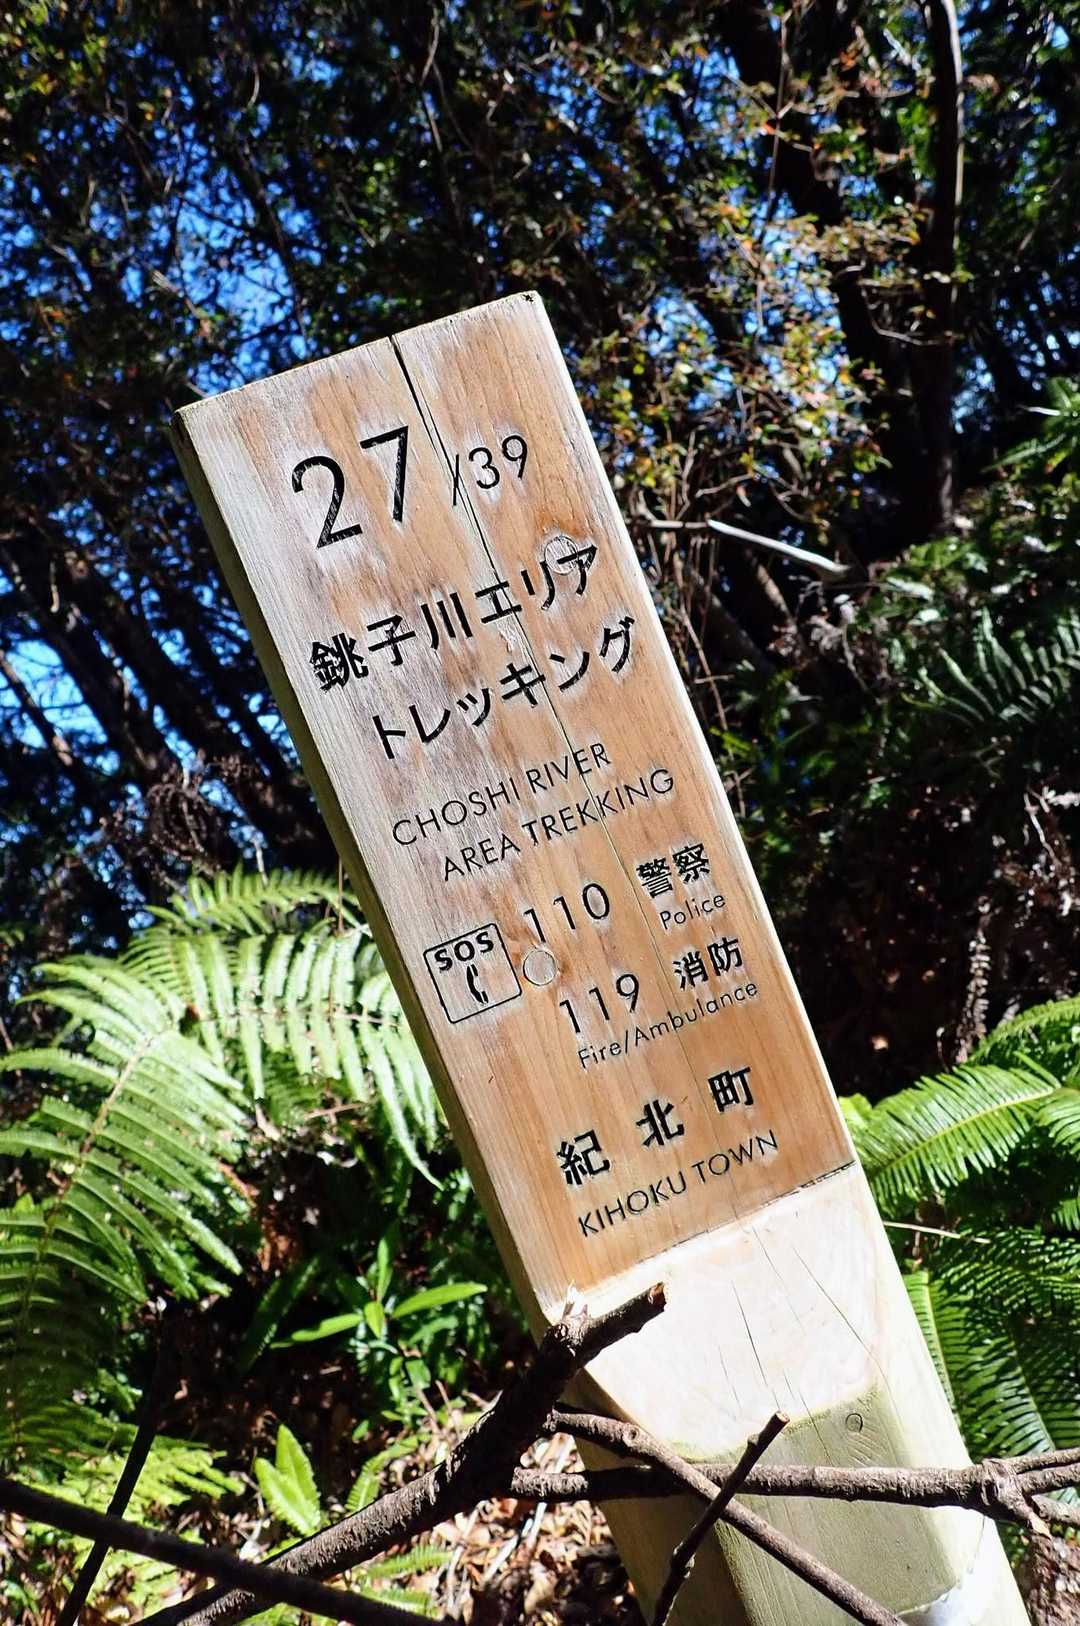 27/39
銚子川エリア
トレッキング
CHOSHI RIVER
AREA TREKKING
SOS
110 警察
Police
119 消防
Fire/Ambulance
紀北町
KIHOKU TOWN